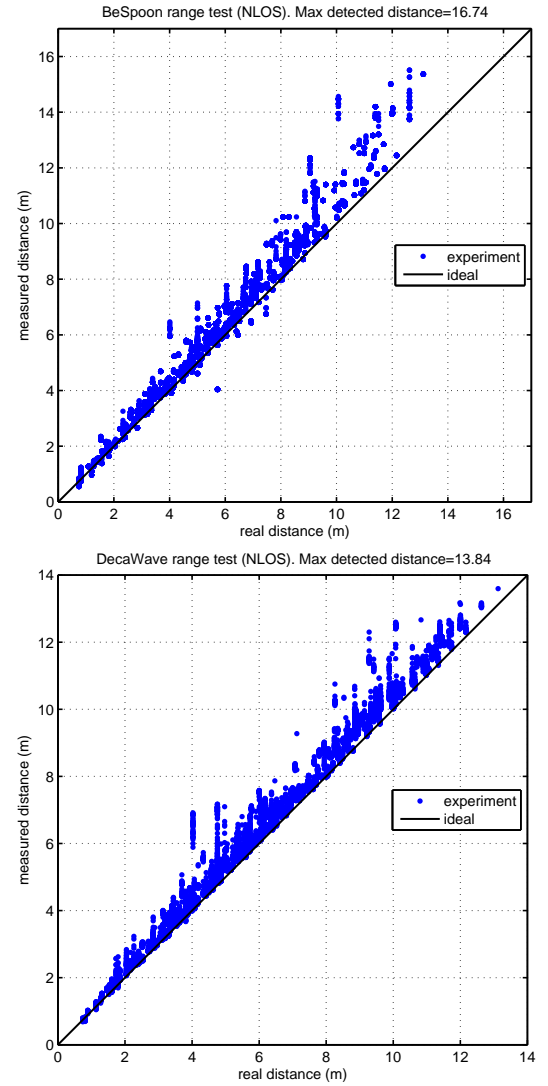 BeSpoon range test (NLOS). Max detected distance=16.74
16
14
12
10
8
6
4
2
0
measured distance (m)
experiment
ideal
0 2 4 6 8 10 12 14 16
real distance (m)
DecaWave range test (NLOS). Max detected distance=13.84
14
12
10
8
6
4
2
0
measured distance (m)
experiment
ideal
0 2 4 6 8 10 12 14
real distance (m)